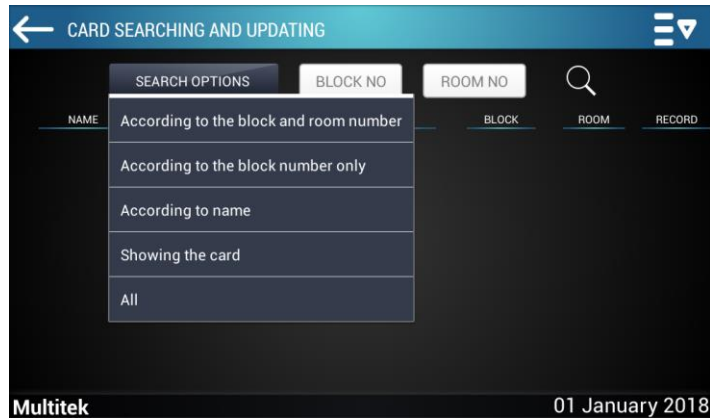 CARD SEARCHING AND UPDATING
SEARCH OPTIONS BLOCK NO ROOM NO
NAME BLOCK ROOM RECORD
According to the block and room number
According to the block number only
According to name
Showing the card
All
Multitek 01 January 2018